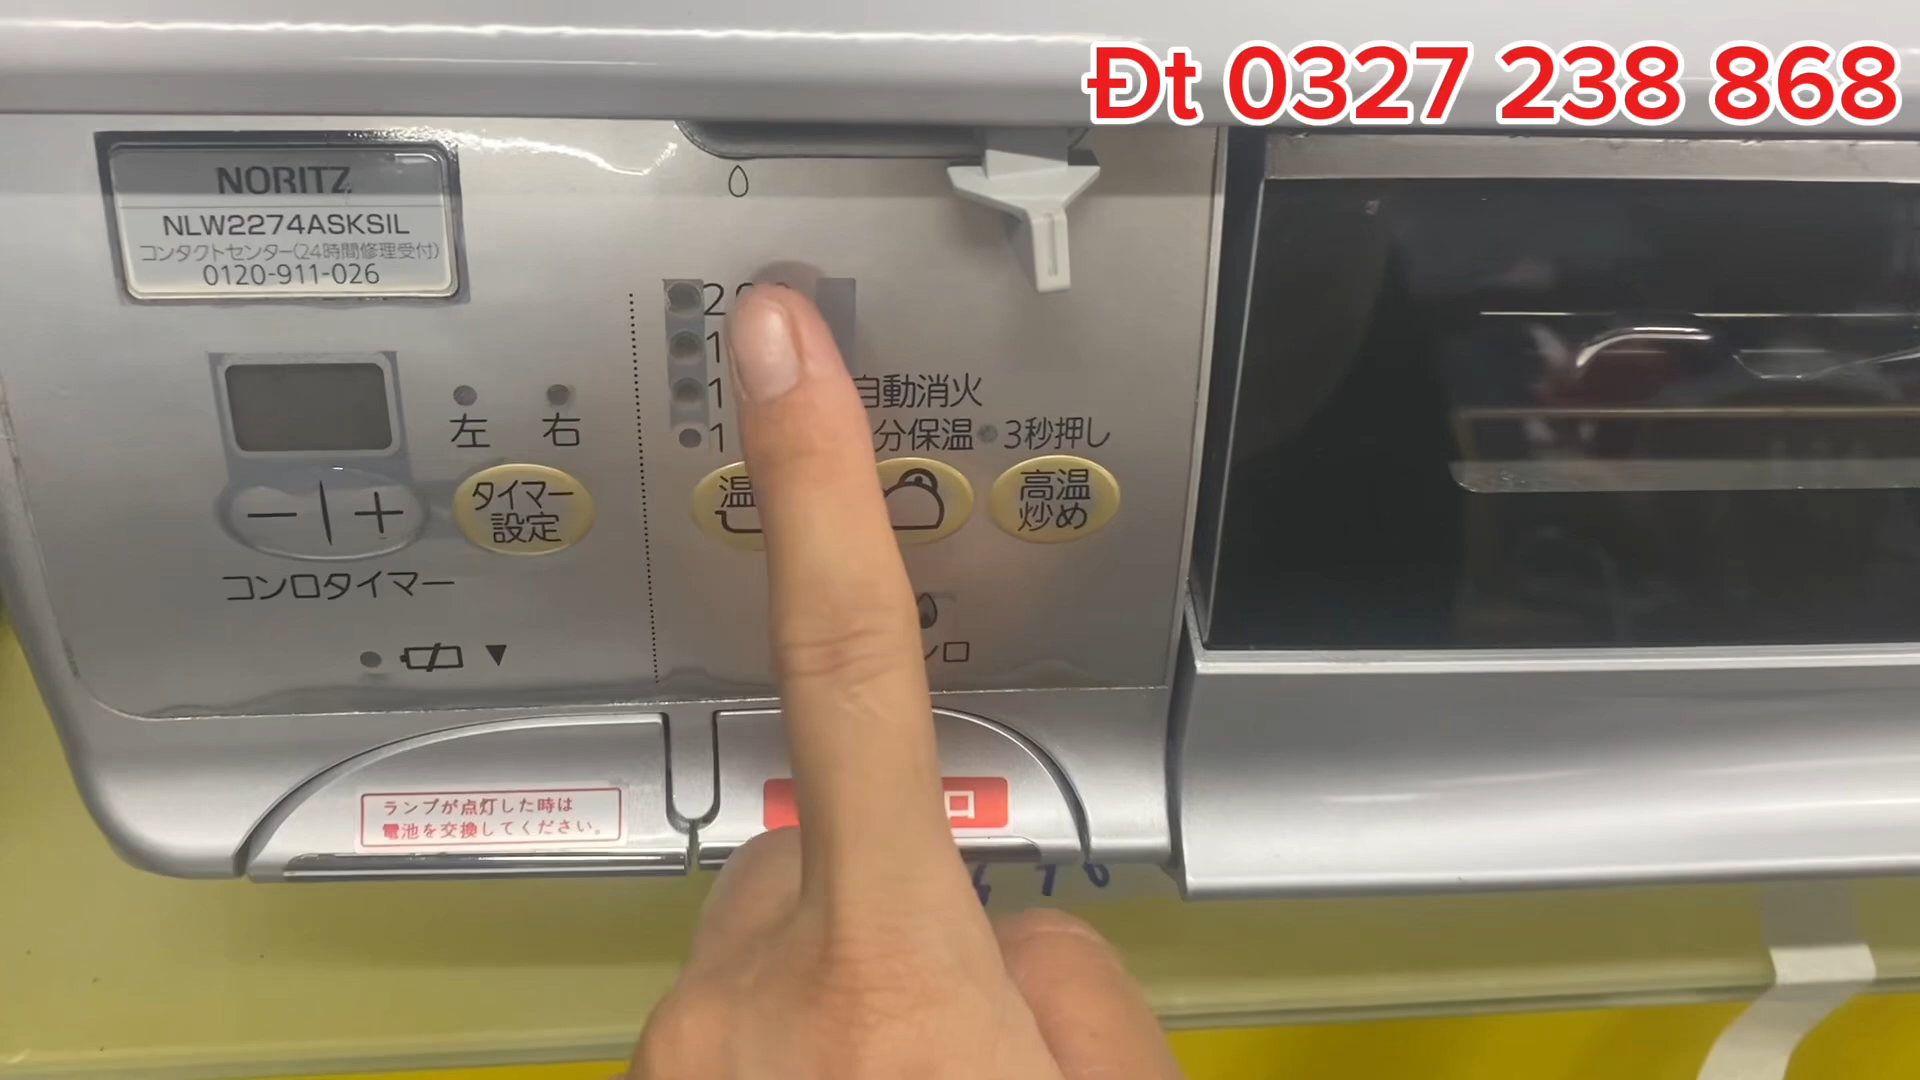 Đt 0327 238 868
NORITZ
NLW2274ASKSIL
コンタクトセンター(24時間修理受付)
0120-911-026
自動消火
分保温
3秒押し
左
右
タイマー
設定
高温
炒め
コンロタイマー
ランプが点灯した時は
電池を交換してください。